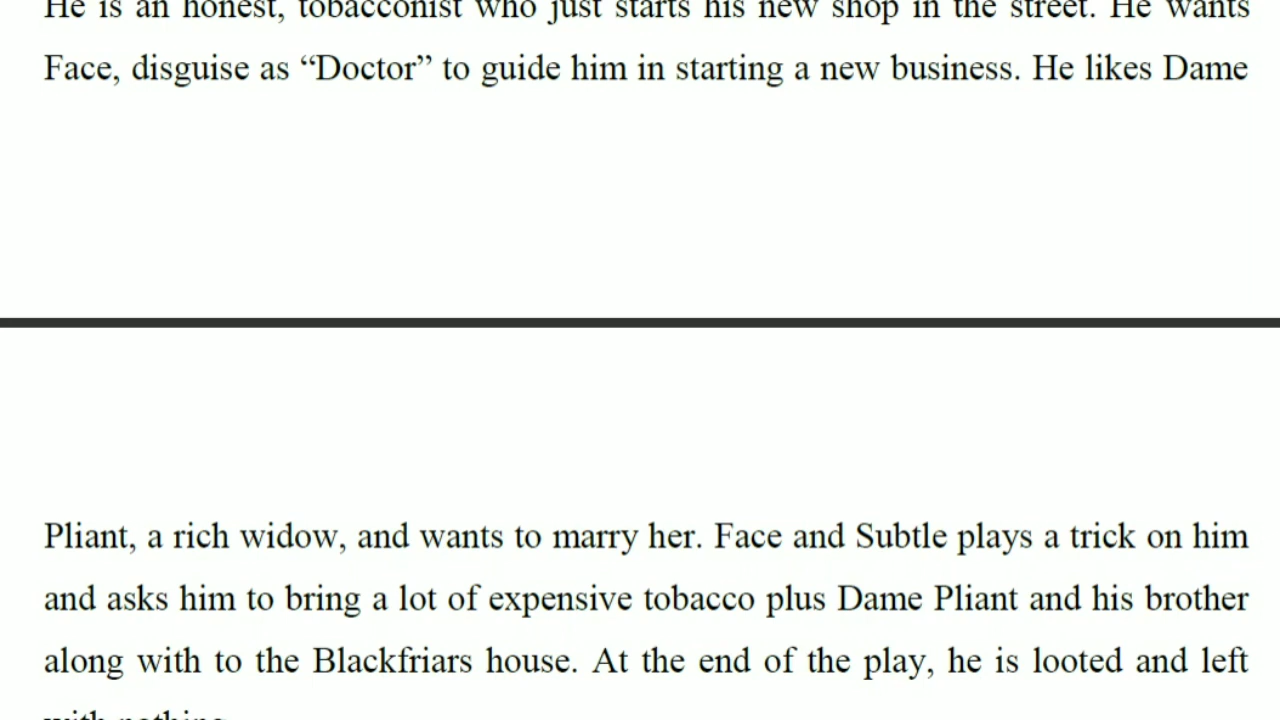 He is an honest, tobacconist who just starts his new shop in the street. He wants
Face, disguise as “Doctor” to guide him in starting a new business. He likes Dame
Pliant, a rich widow, and wants to marry her. Face and Subtle plays a trick on him
and asks him to bring a lot of expensive tobacco plus Dame Pliant and his brother
along with to the Blackfriars house. At the end of the play, he is looted and left
with nothing.